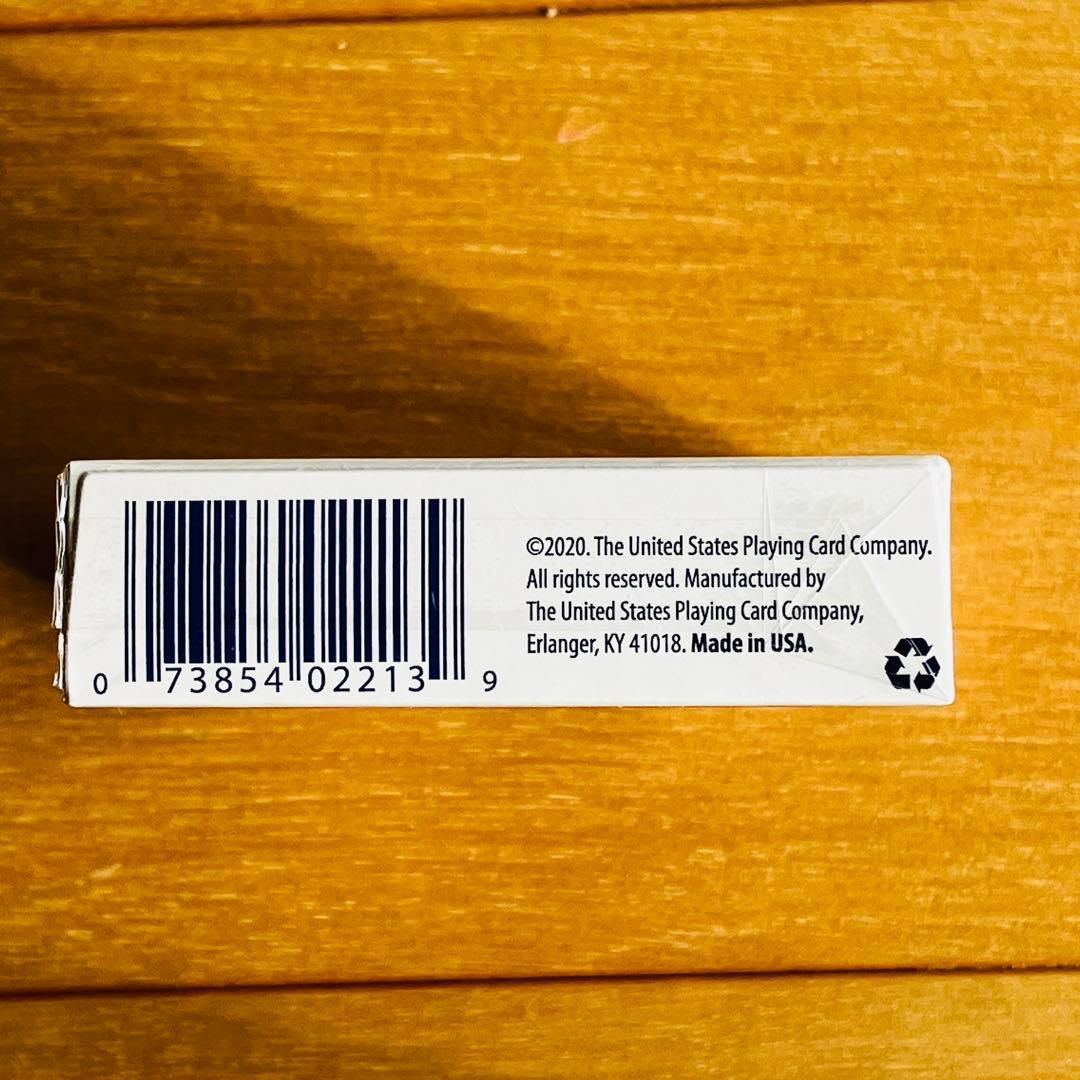 0 73854 02213 9
©2020. The United States Playing Card Company.
All rights reserved. Manufactured by
The United States Playing Card Company,
Erlanger, KY 41018. Made in USA.